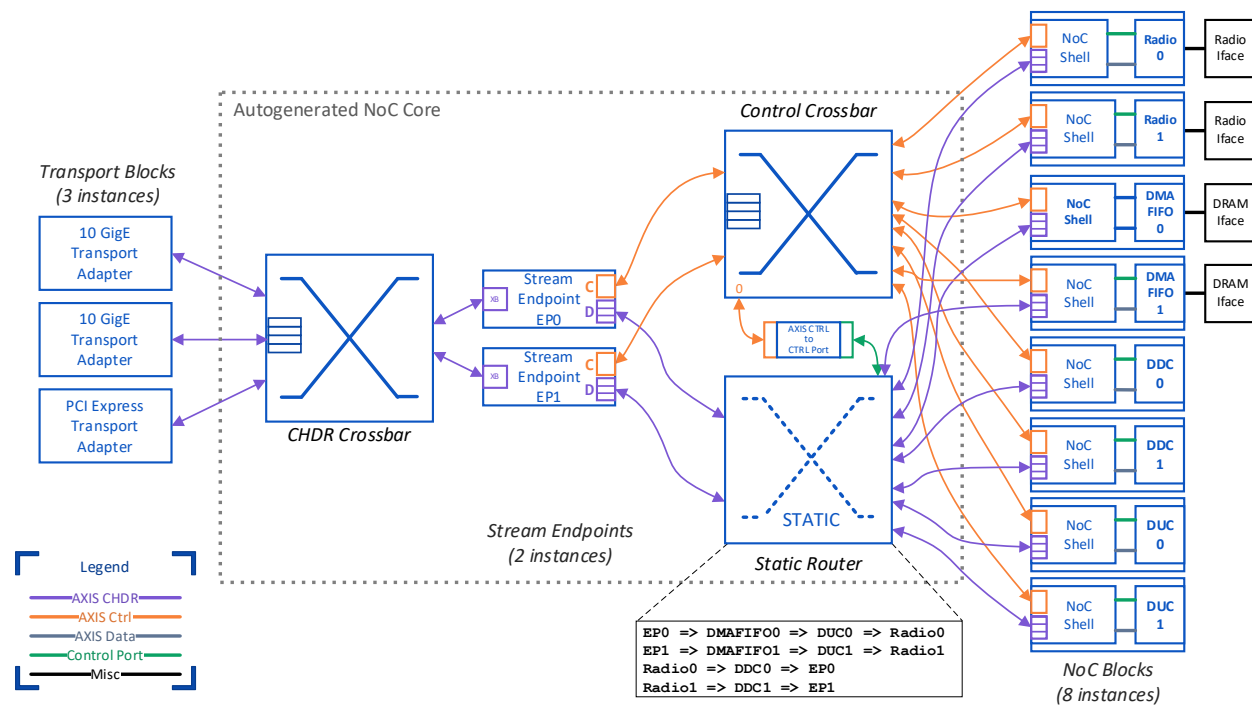 Autogenerated NoC Core
Transport Blocks
(3 instances)
10 GigE
Transport
Adapter
10 GigE
Transport
Adapter
PCI Express
Transport
Adapter
CHDR Crossbar
XB
Stream
Endpoint
EP0
C
D
XB
Stream
Endpoint
EP1
C
D
Stream Endpoints
(2 instances)
Control Crossbar
0
AXIS CTRL
to
CTRL Port
STATIC
Static Router
EP0 => DMAFIFO0 => DUC0 => Radio0
EP1 => DMAFIFO1 => DUC1 => Radio1
Radio0 => DDC0 => EP0
Radio1 => DDC1 => EP1
NoC
Shell
Radio
0
Radio
Iface
NoC
Shell
Radio
1
Radio
Iface
NoC
Shell
DMA
FIFO
0
DRAM
Iface
NoC
Shell
DMA
FIFO
1
DRAM
Iface
NoC
Shell
DDC
0
NoC
Shell
DDC
1
NoC
Shell
DUC
0
NoC
Shell
DUC
1
NoC Blocks
(8 instances)
Legend
AXIS CHDR
AXIS Ctrl
AXIS Data
Control Port
Misc